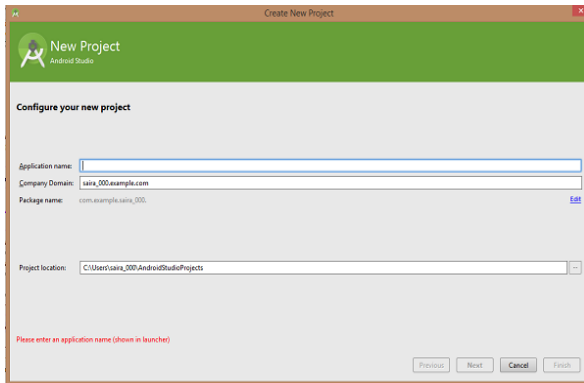 Create New Project
New Project
Android Studio
Configure your new project
Application name:
Company Domain: saira_000.example.com
Package name: com.example.saira_000. Edit
Project location: C:\Users\saira_000\AndroidStudioProjects ...
Please enter an application name (shown in launcher)
Previous Next Cancel Finish